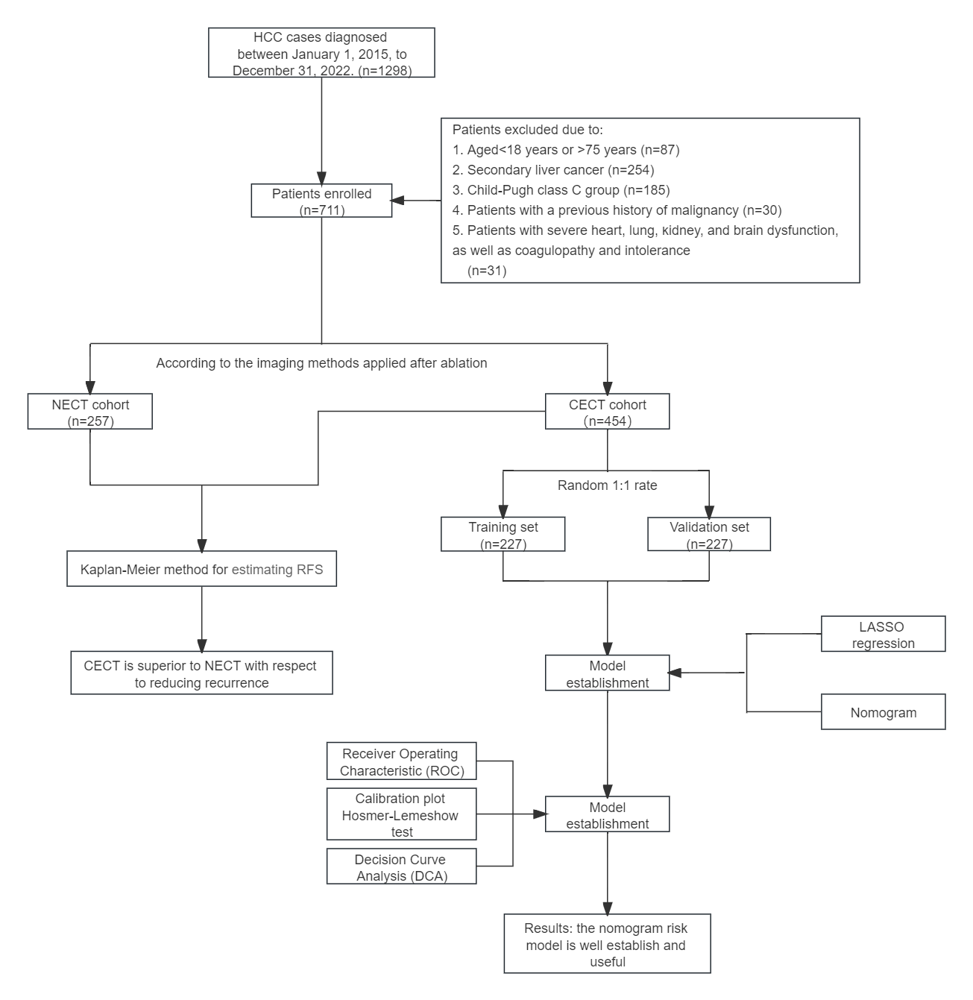 HCC cases diagnosed
between January 1, 2015, to
December 31, 2022. (n=1298)
Patients excluded due to:
1. Aged<18 years or >75 years (n=87)
2. Secondary liver cancer (n=254)
3. Child-Pugh class C group (n=185)
4. Patients with a previous history of malignancy (n=30)
5. Patients with severe heart, lung, kidney, and brain dysfunction,
as well as coagulopathy and intolerance
(n=31)
Patients enrolled
(n=711)
According to the imaging methods applied after ablation
NECT cohort
(n=257)
CECT cohort
(n=454)
Random 1:1 rate
Training set
(n=227)
Validation set
(n=227)
Kaplan-Meier method for estimating RFS
CECT is superior to NECT with respect
to reducing recurrence
LASSO
regression
Model
establishment
Nomogram
Receiver Operating
Characteristic (ROC)
Calibration plot
Hosmer-Lemeshow
test
Decision Curve
Analysis (DCA)
Model
establishment
Results: the nomogram risk
model is well establish and
useful